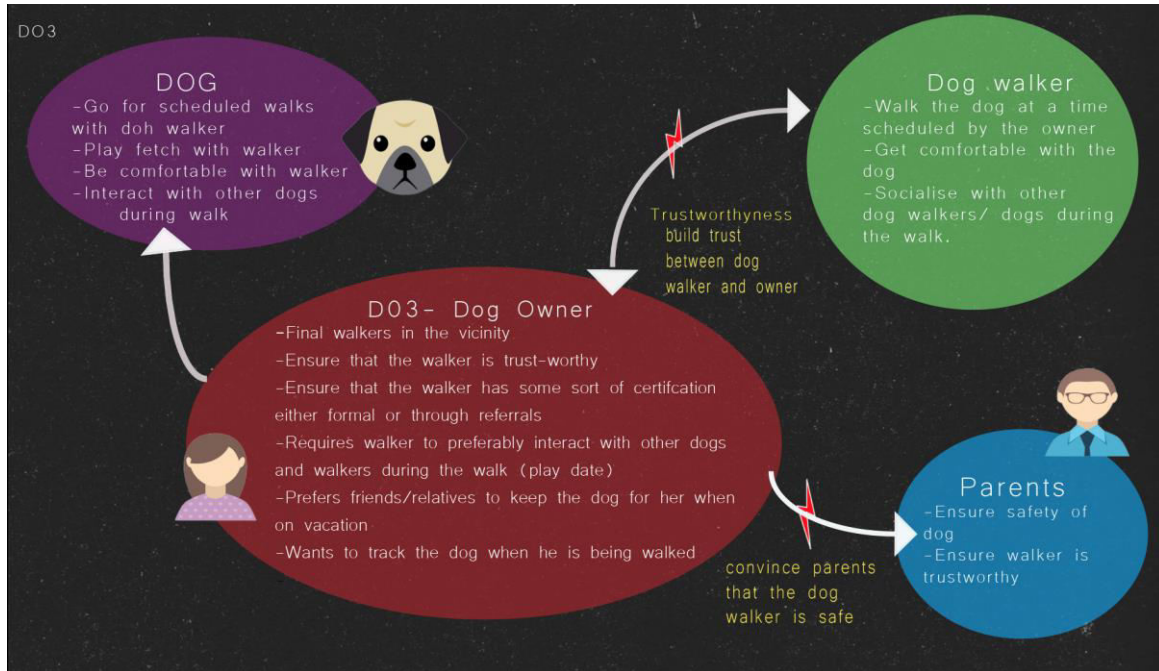 DO3
DOG
-Go for scheduled walks
with doh walker
-Play fetch with walker
-Be comfortable with walker
-Interact with other dogs
during walk
Dog walker
-Walk the dog at a time
scheduled by the owner
-Get comfortable with the
dog
-Socialise with other
dog walkers/ dogs during
the walk.
Trustworthyness
build trust
between dog
walker and owner
D03- Dog Owner
-Final walkers in the vicinity
-Ensure that the walker is trust-worthy
-Ensure that the walker has some sort of certifcation
either formal or through referrals
-Requires walker to preferably interact with other dogs
and walkers during the walk (play date)
-Prefers friends/relatives to keep the dog for her when
on vacation
-Wants to track the dog when he is being walked
Parents
-Ensure safety of
dog
-Ensure walker is
trustworthy
convince parents
that the dog
walker is safe